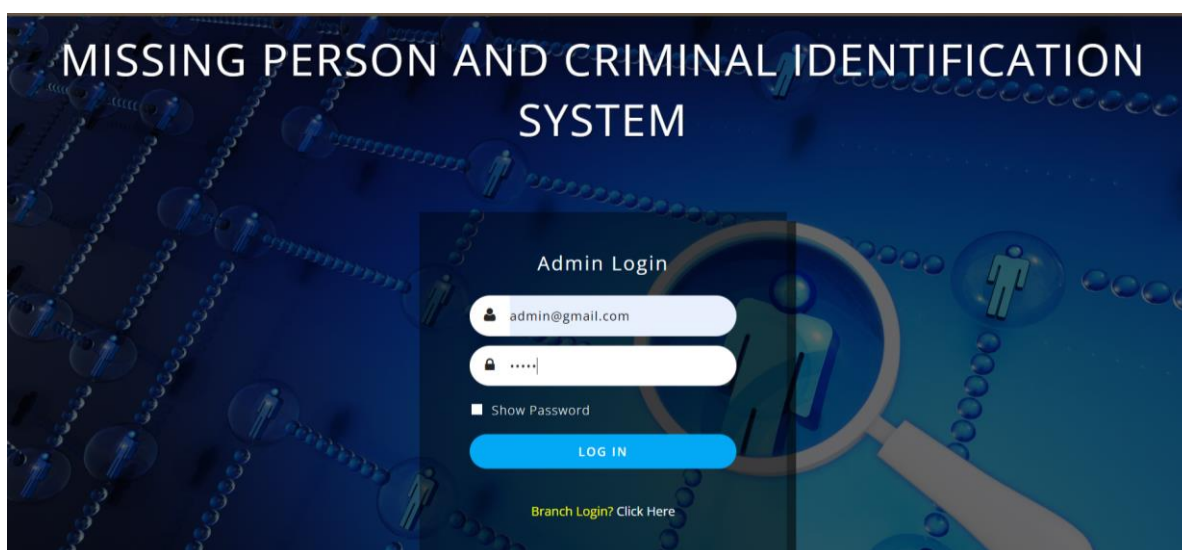 MISSING PERSON AND CRIMINAL IDENTIFICATION
SYSTEM
Admin Login
admin@gmail.com
•••••
Show Password
LOG IN
Branch Login? Click Here